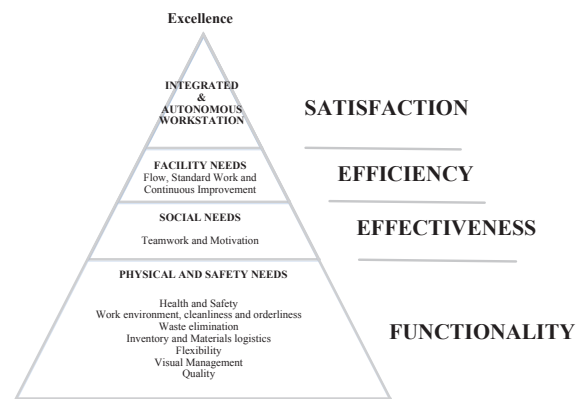 Excellence
INTEGRATED
&
AUTONOMOUS
WORKSTATION
SATISFACTION
FACILITY NEEDS
Flow, Standard Work and
Continuous Improvement
EFFICIENCY
SOCIAL NEEDS
Teamwork and Motivation
EFFECTIVENESS
PHYSICAL AND SAFETY NEEDS
Health and Safety
Work environment, cleanliness and orderliness
Waste elimination
Inventory and Materials logistics
Flexibility
Visual Management
Quality
FUNCTIONALITY